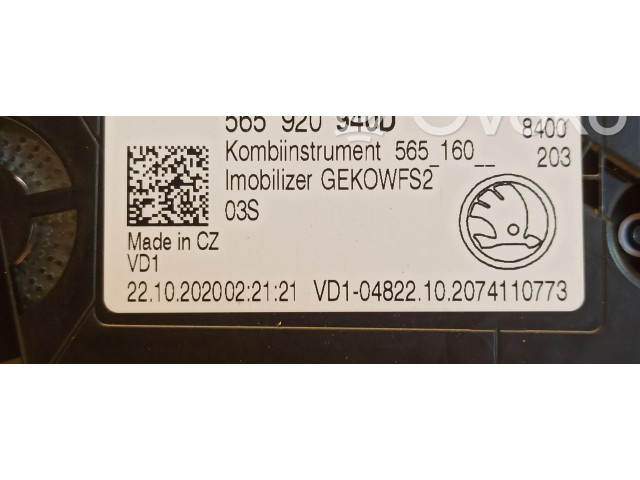 565 920 940D
8400
Kombiinstrument 565_160__
203
Imobilizer GEKOWFS2
03S
Made in CZ
VD1
22.10.2020 02:21:21 VD1-04822.10.2074110773